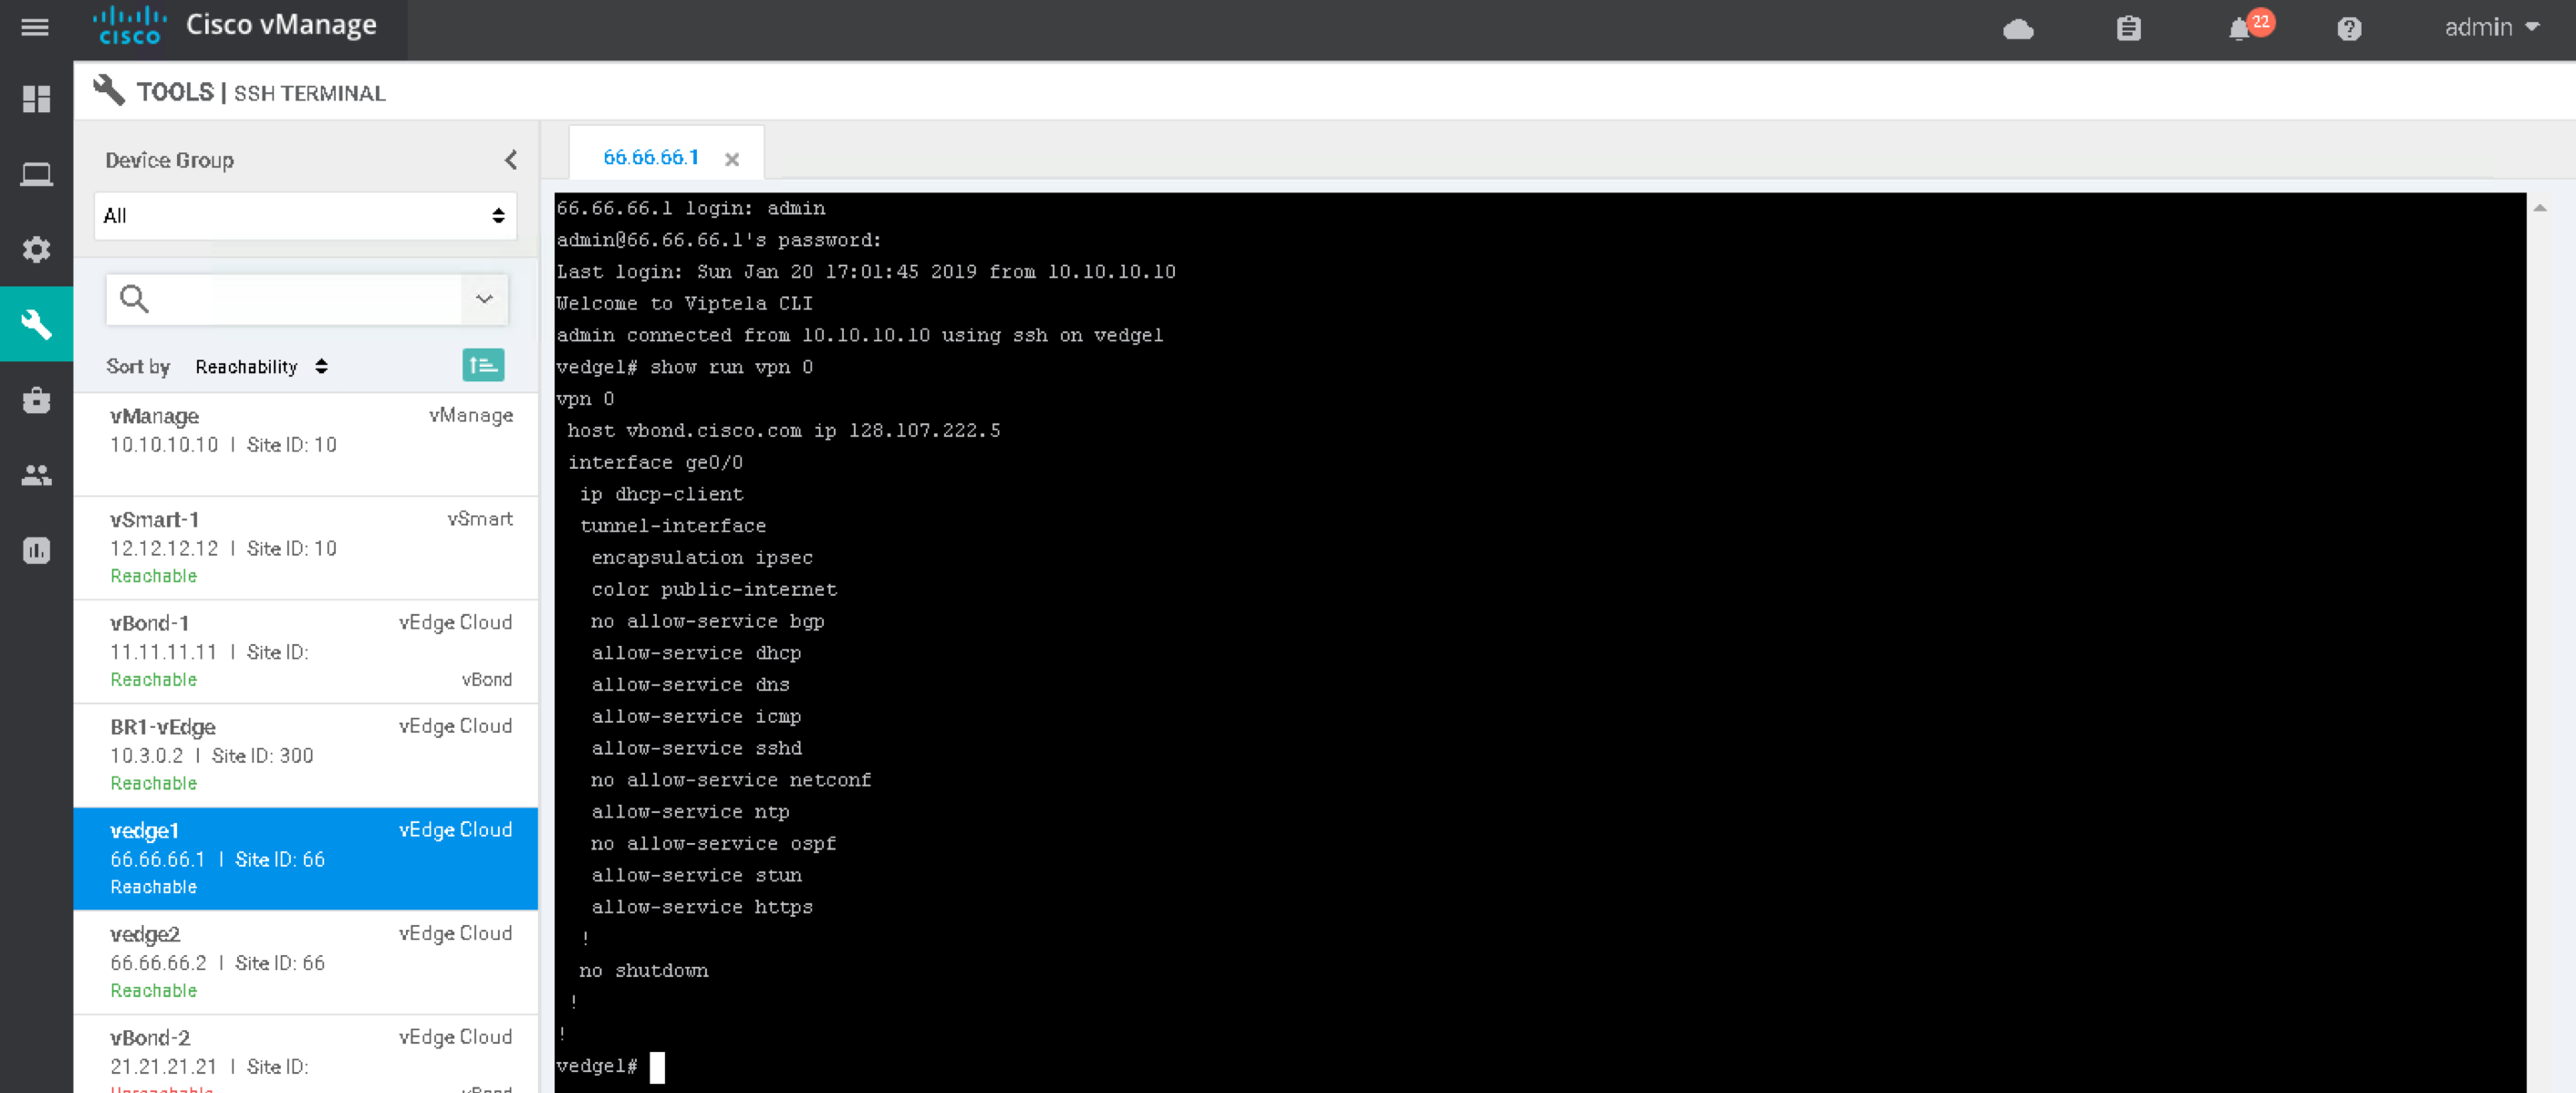 cisco
Cisco vManage
22
admin
TOOLS | SSH TERMINAL
Device Group
All
Sort by Reachability
vManage vManage
10.10.10.10 | Site ID: 10
vSmart-1 vSmart
12.12.12.12 | Site ID: 10
Reachable
vBond-1 vEdge Cloud
11.11.11.11 | Site ID:
Reachable vBond
BR1-vEdge vEdge Cloud
10.3.0.2 | Site ID: 300
Reachable
vedge1 vEdge Cloud
66.66.66.1 | Site ID: 66
Reachable
vedge2 vEdge Cloud
66.66.66.2 | Site ID: 66
Reachable
vBond-2 vEdge Cloud
21.21.21.21 | Site ID:
Unreachable vBond
66.66.66.1
66.66.66.1 login: admin
admin@66.66.66.1's password:
Last login: Sun Jan 20 17:01:45 2019 from 10.10.10.10
Welcome to Viptela CLI
admin connected from 10.10.10.10 using ssh on vedge1
vedge1# show run vpn 0
vpn 0
host vbond.cisco.com ip 128.107.222.5
interface ge0/0
ip dhcp-client
tunnel-interface
encapsulation ipsec
color public-internet
no allow-service bgp
allow-service dhcp
allow-service dns
allow-service icmp
allow-service sshd
no allow-service netconf
allow-service ntp
no allow-service ospf
allow-service stun
allow-service https
!
no shutdown
!
!
vedge1#